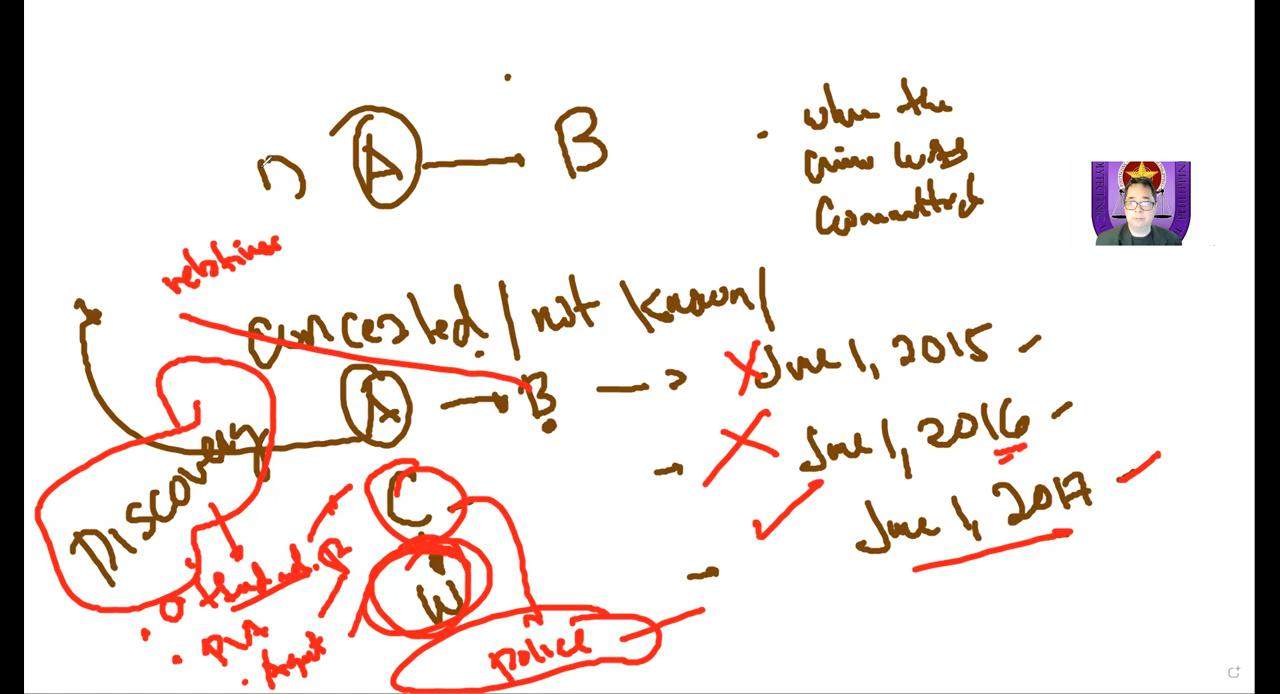 A B
when the
crime was
Committed
relatives
concealed / not known /
A B June 1, 2015
June 1, 2016
June 1, 2017
Discovery
C
W
police